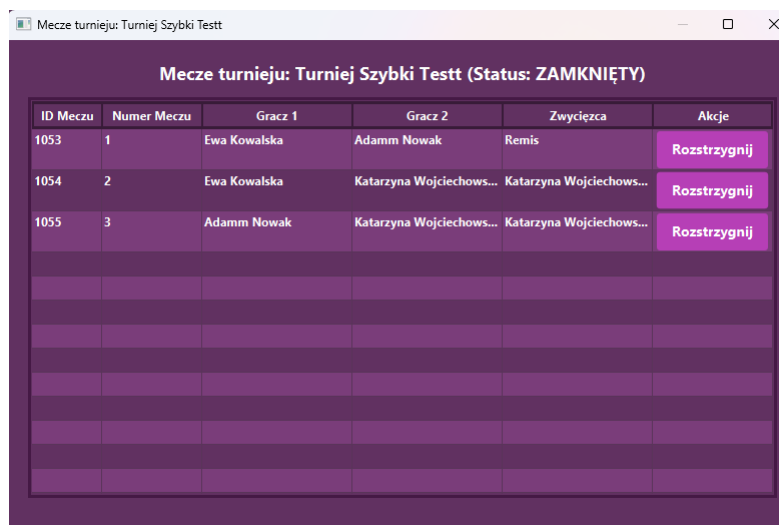 Mecze turnieju: Turniej Szybki Testt
Mecze turnieju: Turniej Szybki Testt (Status: ZAMKNIĘTY)
ID Meczu Numer Meczu Gracz 1 Gracz 2 Zwycięzca Akcje
1053 1 Ewa Kowalska Adamm Nowak Remis Rozstrzygnij
1054 2 Ewa Kowalska Katarzyna Wojciechows... Katarzyna Wojciechows... Rozstrzygnij
1055 3 Adamm Nowak Katarzyna Wojciechows... Katarzyna Wojciechows... Rozstrzygnij